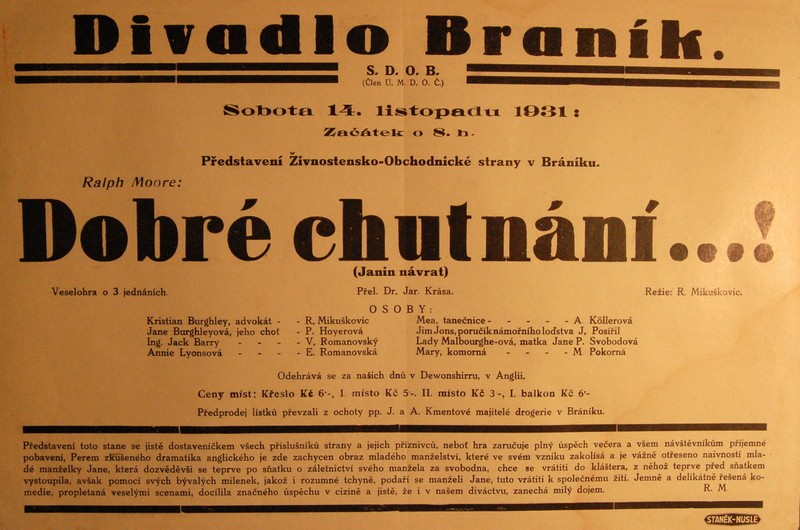 Divadlo Braník.
S. D. O. B.
(Člen Ú. M. D. O. Č.)
Sobota 14. listopadu 1931:
Začátek o 8. h.
Představení Živnostensko-Obchodnické strany v Bráníku.
Ralph Moore:
Dobré chutnání....!
(Janin návrat)
Veselohra o 3 jednáních. Přel. Dr. Jar. Krása. Režie: R. Mikuškovic.
OSOBY:
Kristian Burghley, advokát - - R. Mikuškovic Mea, tanečnice - - - - - A. Köllerová
Jane Burghleyová, jeho choť - P. Hoyerová Jim Jons, poručík námořního loďstva J. Posířil
Ing. Jack Barry - - - - V. Romanovský Lady Malbourghe-ová, matka Jane P. Svobodová
Annie Lyonsová - - - - E. Romanovská Mary, komorná - - - - M. Pokorná
Odehrává se za našich dnů v Dewonshirru, v Anglii.
Ceny míst: Křeslo Kč 6·-, I. místo Kč 5·-. II. místo Kč 3·-, I. balkon Kč 6·-
Předprodej lístků převzali z ochoty pp. J. a A. Kmentové majitelé drogerie v Bráníku.
Představení toto stane se jistě dostaveníčkem všech příslušníků strany a jejich příznivců, neboť hra zaručuje plný úspěch večera a všem návštěvníkům příjemné
pobavení, Perem zkušeného dramatika anglického je zde zachycen obraz mladého manželství, které ve svém vzniku zakolísá a je vážně otřeseno naivností mla-
dé manželky Jane, která dozvěděvši se teprve po sňatku o záletnictví svého manžela za svobodna, chce se vrátiti do kláštera, z něhož teprve před sňatkem
vystoupila, avšak pomocí svých bývalých milenek, jakož i rozumné tchyně, podaří se manželi Jane, tuto vrátiti k společnému žití. Jemně a delikátně řešená ko-
medie, propletaná veselými scenami, docílila značného úspěchu v cizině a jistě, že i v našem diváctvu, zanechá milý dojem. R. M
STANĚK-NUSLE